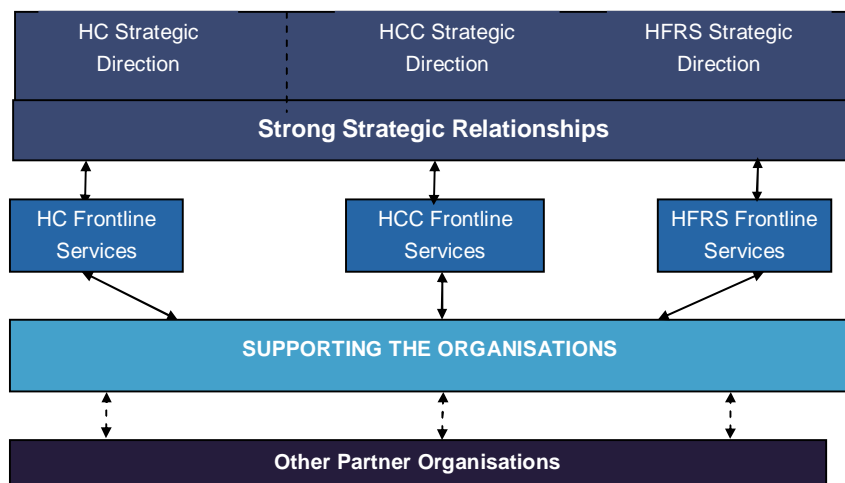 HC Strategic
Direction
HCC Strategic
Direction
HFRS Strategic
Direction
Strong Strategic Relationships
HC Frontline
Services
HCC Frontline
Services
HFRS Frontline
Services
SUPPORTING THE ORGANISATIONS
Other Partner Organisations